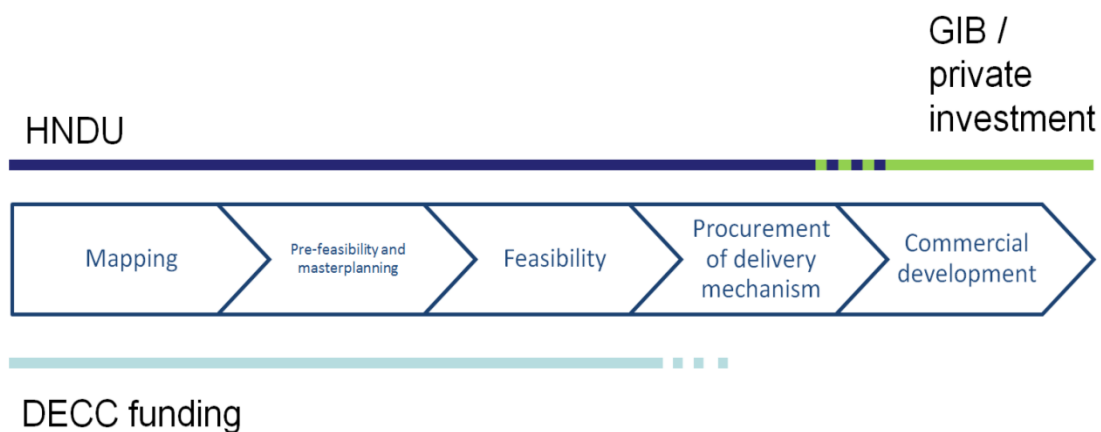 GIB /
private
investment
HNDU
Mapping
Pre-feasibility and
masterplanning
Feasibility
Procurement
of delivery
mechanism
Commercial
development
DECC funding